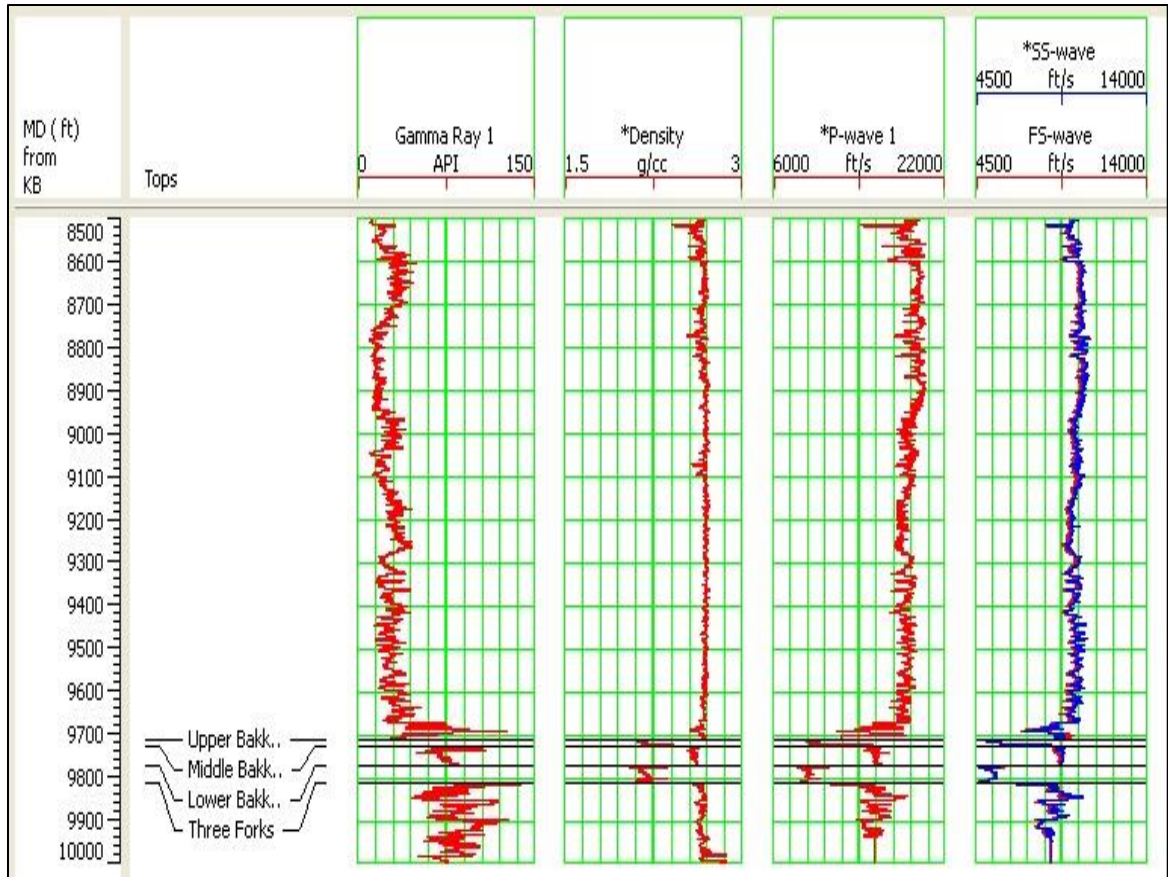 MD ( ft)
from
KB
Tops
Gamma Ray 1
0 API 150
*Density
1.5 g/cc 3
*P-wave 1
6000 ft/s 22000
*SS-wave
4500 ft/s 14000
FS-wave
4500 ft/s 14000
8500
8600
8700
8800
8900
9000
9100
9200
9300
9400
9500
9600
9700
9800
9900
10000
Upper Bakk..
Middle Bakk..
Lower Bakk..
Three Forks